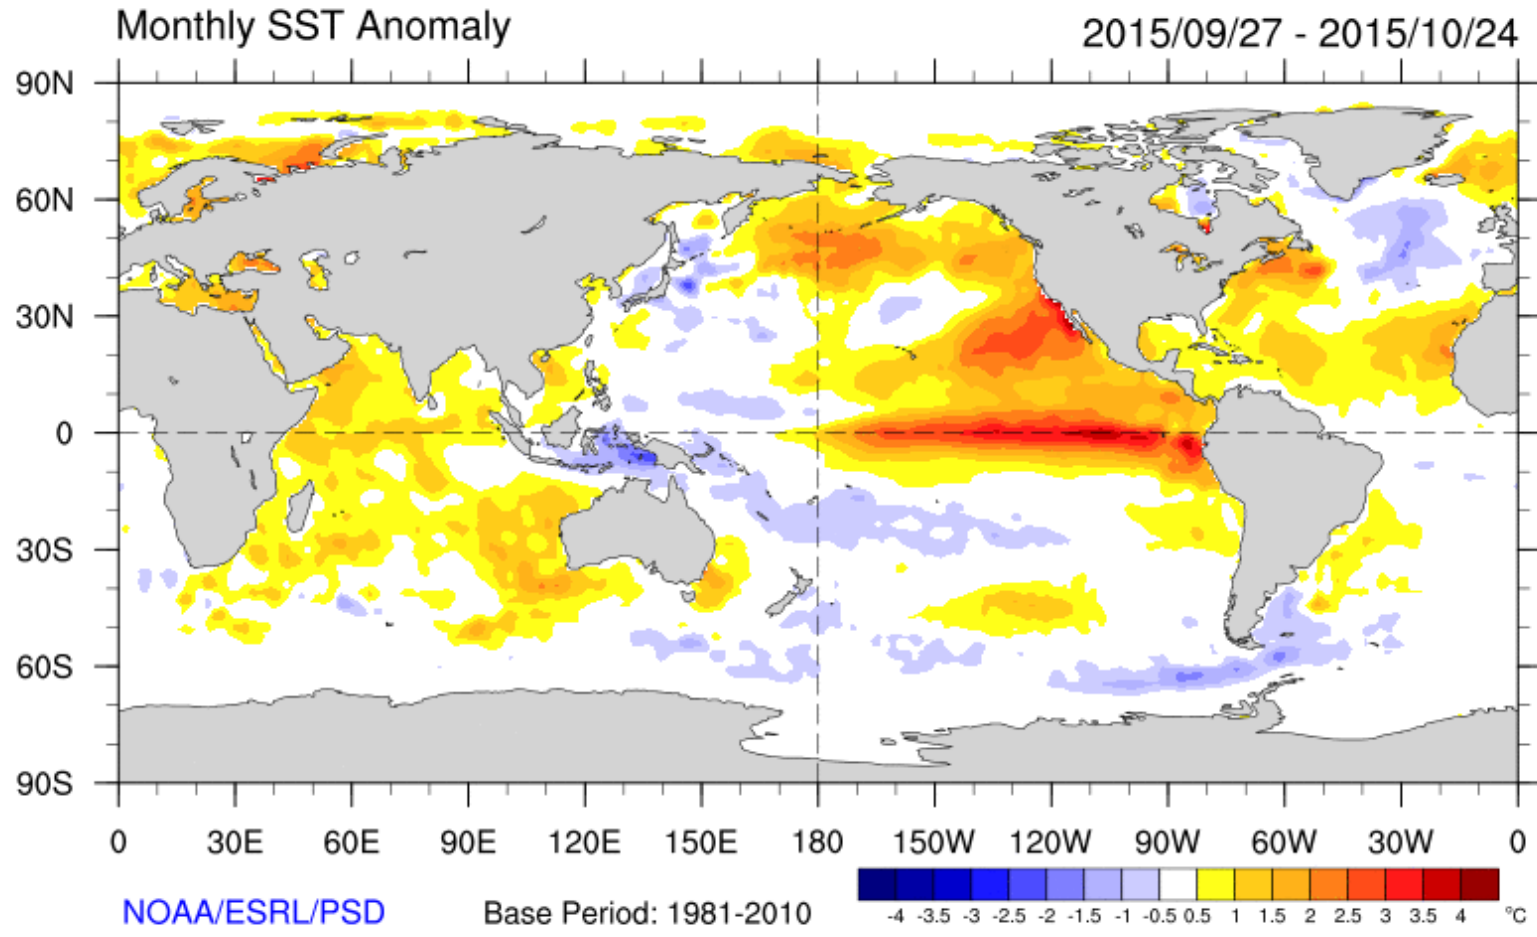 Monthly SST Anomaly 2015/09/27 - 2015/10/24
90N
60N
30N
0
30S
60S
90S
0 30E 60E 90E 120E 150E 180 150W 120W 90W 60W 30W 0
NOAA/ESRL/PSD Base Period: 1981-2010
-4 -3.5 -3 -2.5 -2 -1.5 -1 -0.5 0.5 1 1.5 2 2.5 3 3.5 4 °C